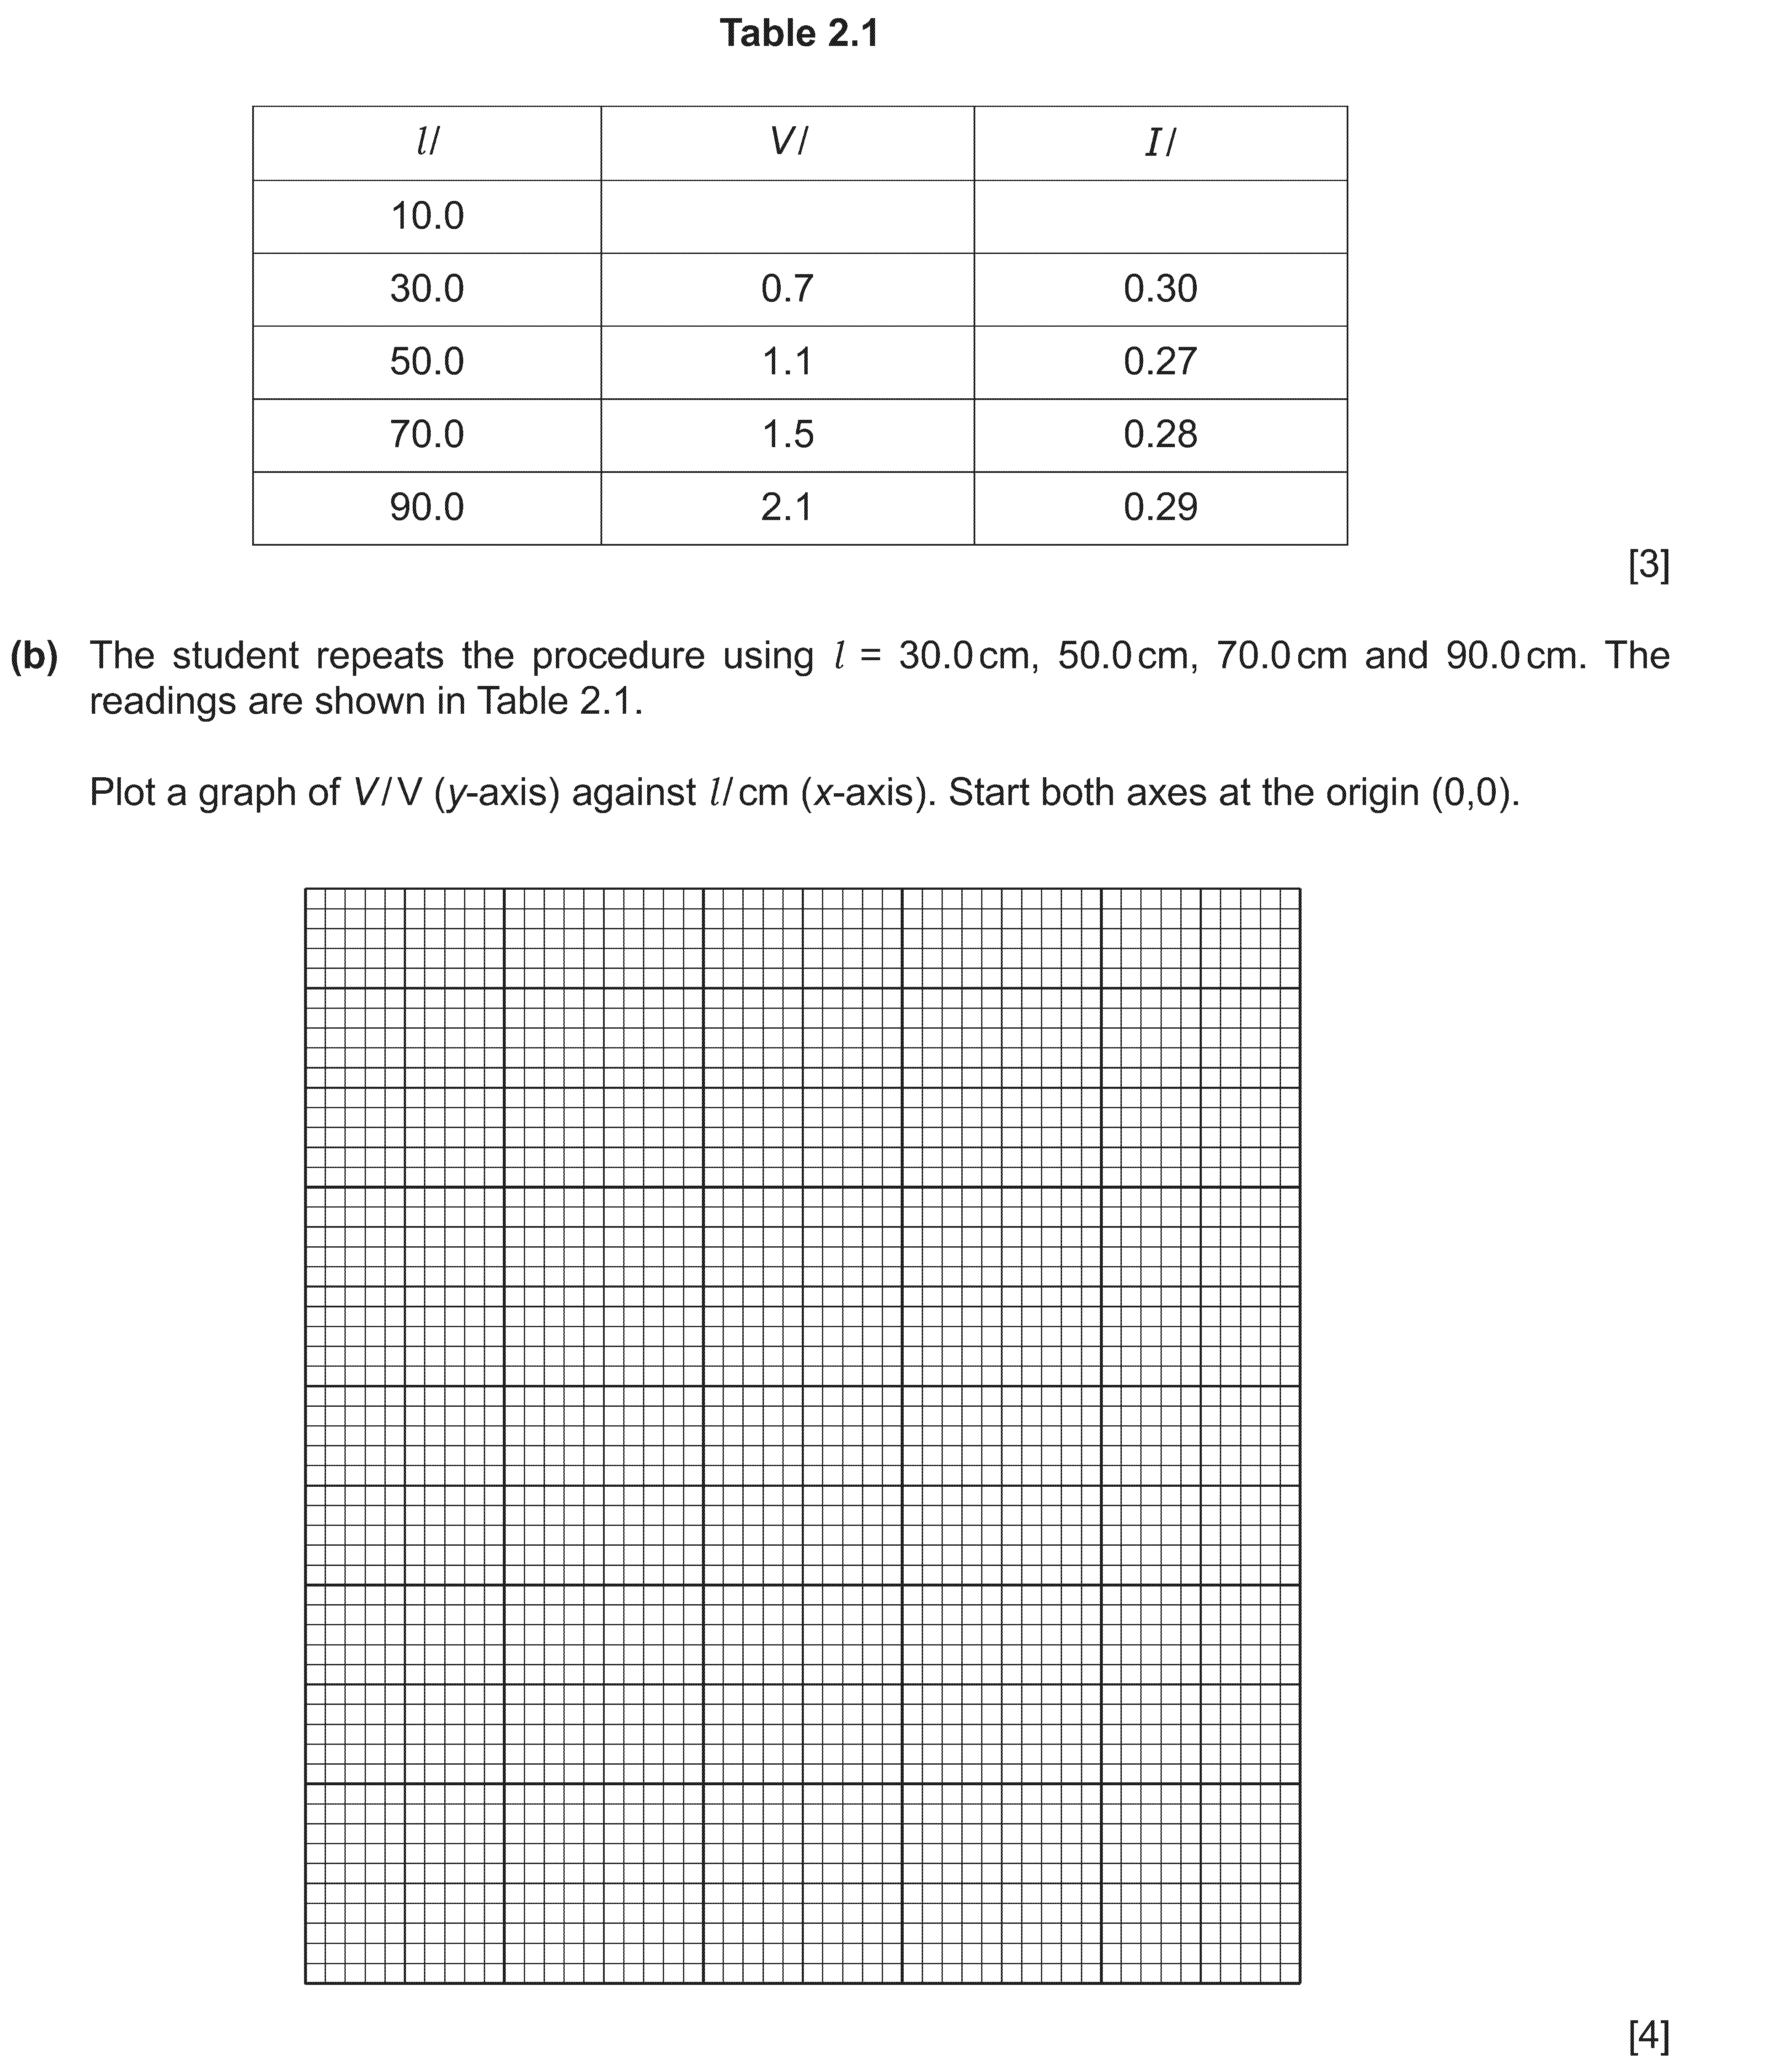 Table 2.1
l/ V/ I/
10.0
30.0 0.7 0.30
50.0 1.1 0.27
70.0 1.5 0.28
90.0 2.1 0.29
[3]
(b) The student repeats the procedure using l = 30.0 cm, 50.0 cm, 70.0 cm and 90.0 cm. The
readings are shown in Table 2.1.
Plot a graph of V/V (y-axis) against l/cm (x-axis). Start both axes at the origin (0,0).
[4]